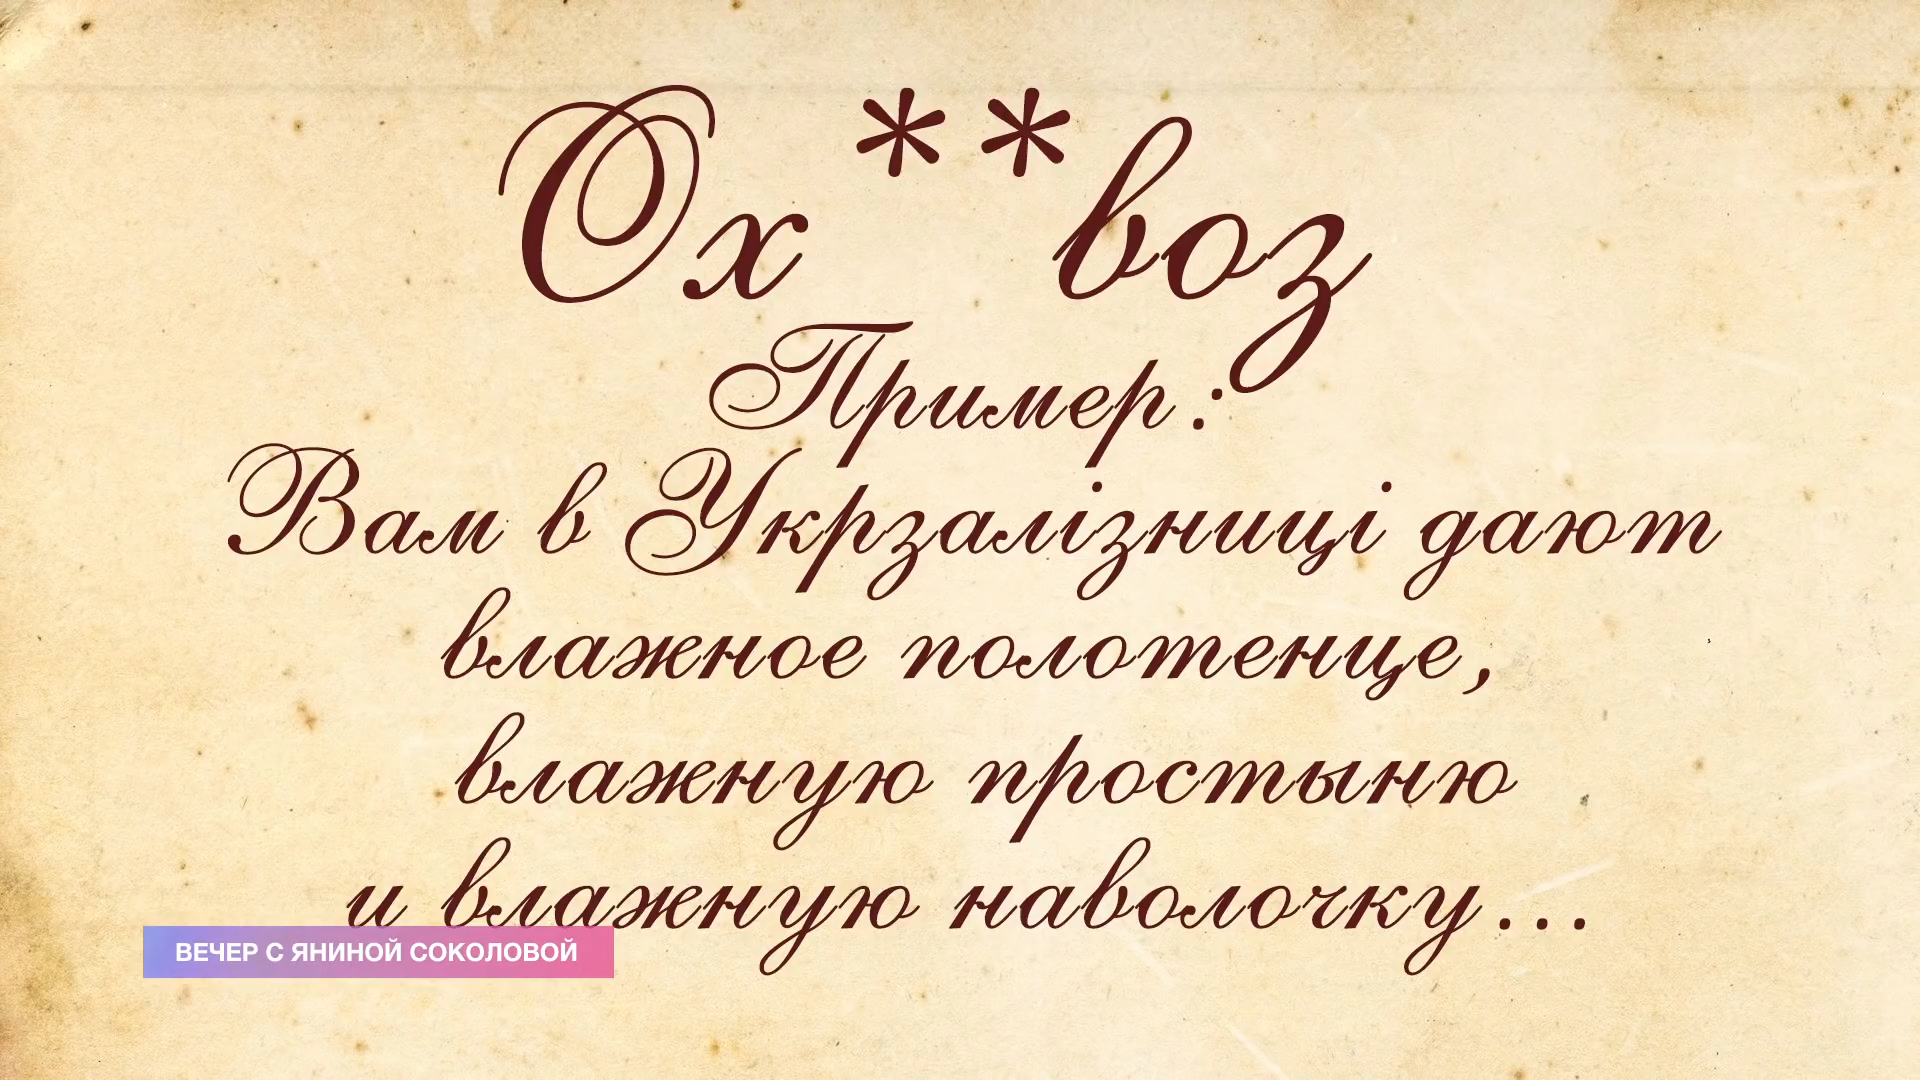 Ох**воз
Пример:
Вам в Укрзалізниці дают
влажное полотенце,
влажную простыню
и влажную наволочку...
ВЕЧЕР С ЯНИНОЙ СОКОЛОВОЙ